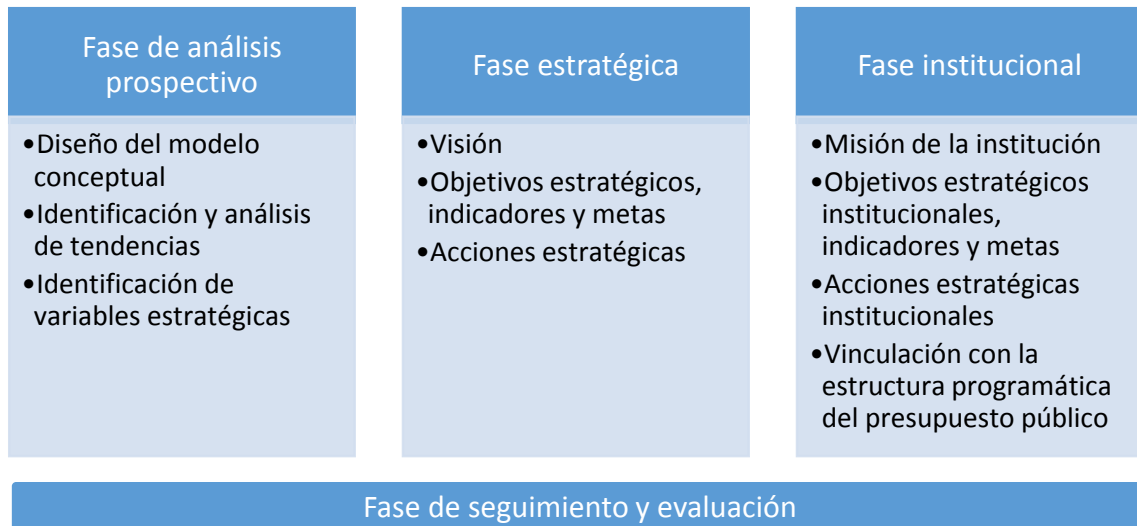 Fase de análisis
prospectivo
•Diseño del modelo
conceptual
•Identificación y análisis
de tendencias
•Identificación de
variables estratégicas
Fase estratégica
•Visión
•Objetivos estratégicos,
indicadores y metas
•Acciones estratégicas
Fase institucional
•Misión de la institución
•Objetivos estratégicos
institucionales,
indicadores y metas
•Acciones estratégicas
institucionales
•Vinculación con la
estructura programática
del presupuesto público
Fase de seguimiento y evaluación